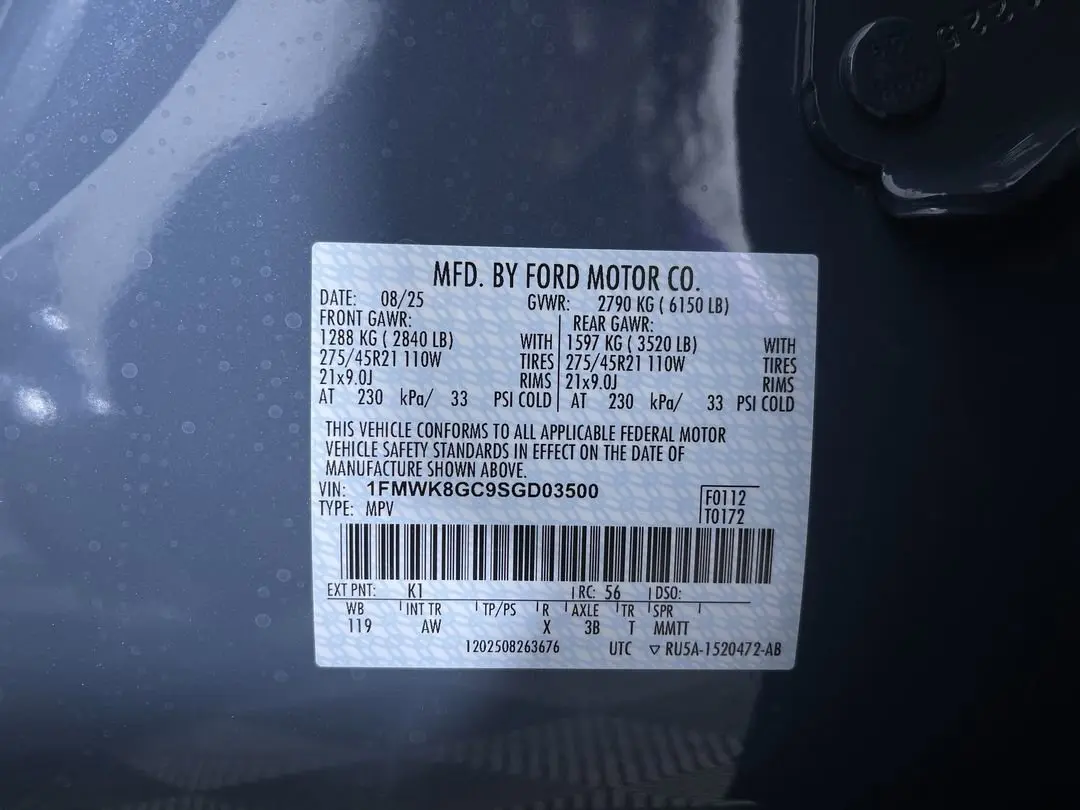 MFD. BY FORD MOTOR CO.
DATE: 08/25 GVWR: 2790 KG ( 6150 LB)
FRONT GAWR: REAR GAWR:
1288 KG ( 2840 LB) WITH 1597 KG ( 3520 LB) WITH
275/45R21 110W TIRES 275/45R21 110W TIRES
21x9.0J RIMS 21x9.0J RIMS
AT 230 kPa/ 33 PSI COLD AT 230 kPa/ 33 PSI COLD
THIS VEHICLE CONFORMS TO ALL APPLICABLE FEDERAL MOTOR
VEHICLE SAFETY STANDARDS IN EFFECT ON THE DATE OF
MANUFACTURE SHOWN ABOVE.
VIN: 1FMWK8GC9SGD03500
TYPE: MPV
F0112
T0172
EXT PNT: K1 RC: 56 DSO:
WB INT TR TP/PS R AXLE TR SPR
119 AW X 3B T MMTT
1202508263676 UTC ▽ RU5A-1520472-AB